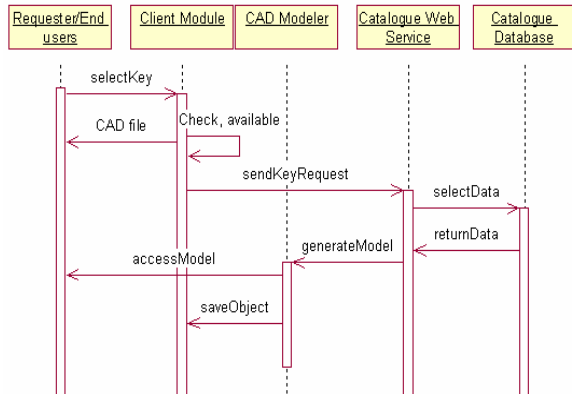 Requester/End users
Client Module
CAD Modeler
Catalogue Web Service
Catalogue Database
selectKey
CAD file
Check, available
sendKeyRequest
selectData
returnData
generateModel
accessModel
saveObject